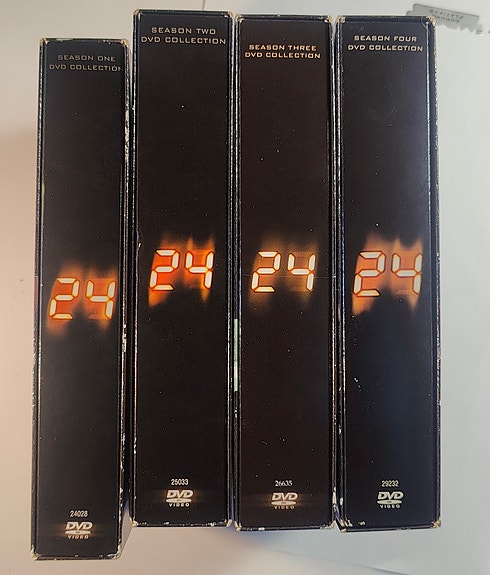 SEASON ONE
DVD COLLECTION
24
24028
DVD
VIDEO
SEASON TWO
DVD COLLECTION
24
25033
DVD
VIDEO
SEASON THREE
DVD COLLECTION
24
26635
DVD
VIDEO
SEASON FOUR
DVD COLLECTION
24
29232
DVD
VIDEO